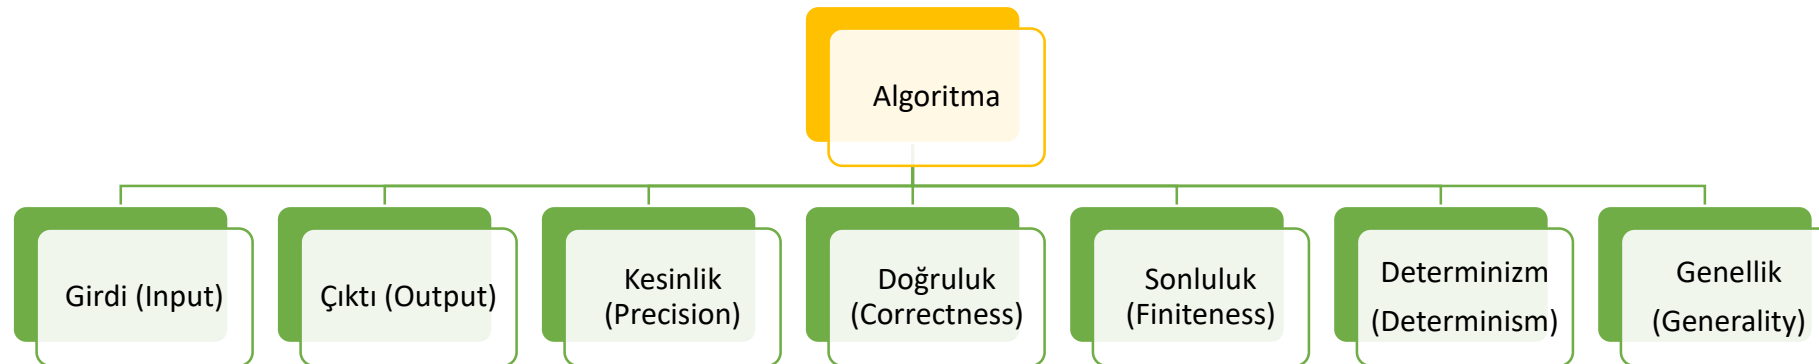 Algoritma
Girdi (Input)
Çıktı (Output)
Kesinlik
(Precision)
Doğruluk
(Correctness)
Sonluluk
(Finiteness)
Determinizm
(Determinism)
Genellik
(Generality)